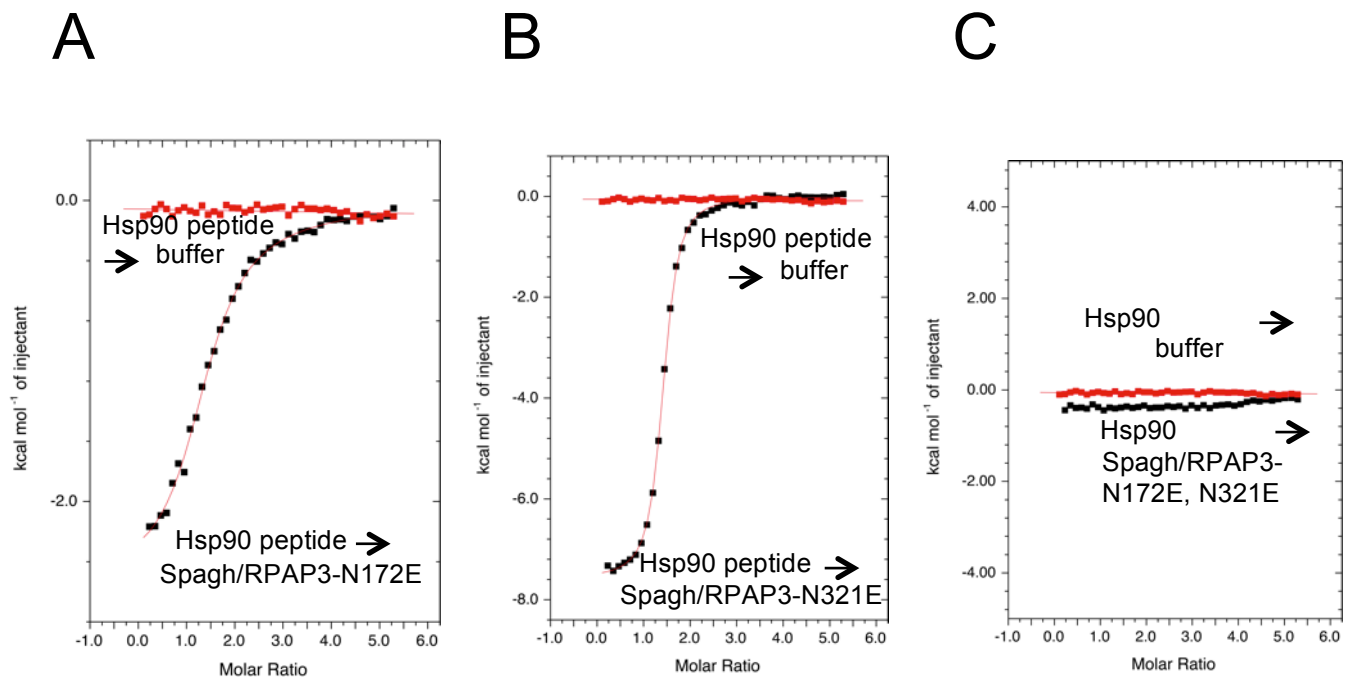 A
B
C
0.0
-2.0
kcal mol⁻¹ of injectant
Hsp90 peptide
buffer
Hsp90 peptide
Spagh/RPAP3-N172E
-1.0 0.0 1.0 2.0 3.0 4.0 5.0 6.0
Molar Ratio
0.0
-2.0
-4.0
-6.0
-8.0
kcal mol⁻¹ of injectant
Hsp90 peptide
buffer
Hsp90 peptide
Spagh/RPAP3-N321E
-1.0 0.0 1.0 2.0 3.0 4.0 5.0 6.0
Molar Ratio
4.00
2.00
0.00
-2.00
-4.00
kcal mol⁻¹ of injectant
Hsp90
buffer
Hsp90
Spagh/RPAP3-
N172E, N321E
-1.0 0.0 1.0 2.0 3.0 4.0 5.0 6.0
Molar Ratio